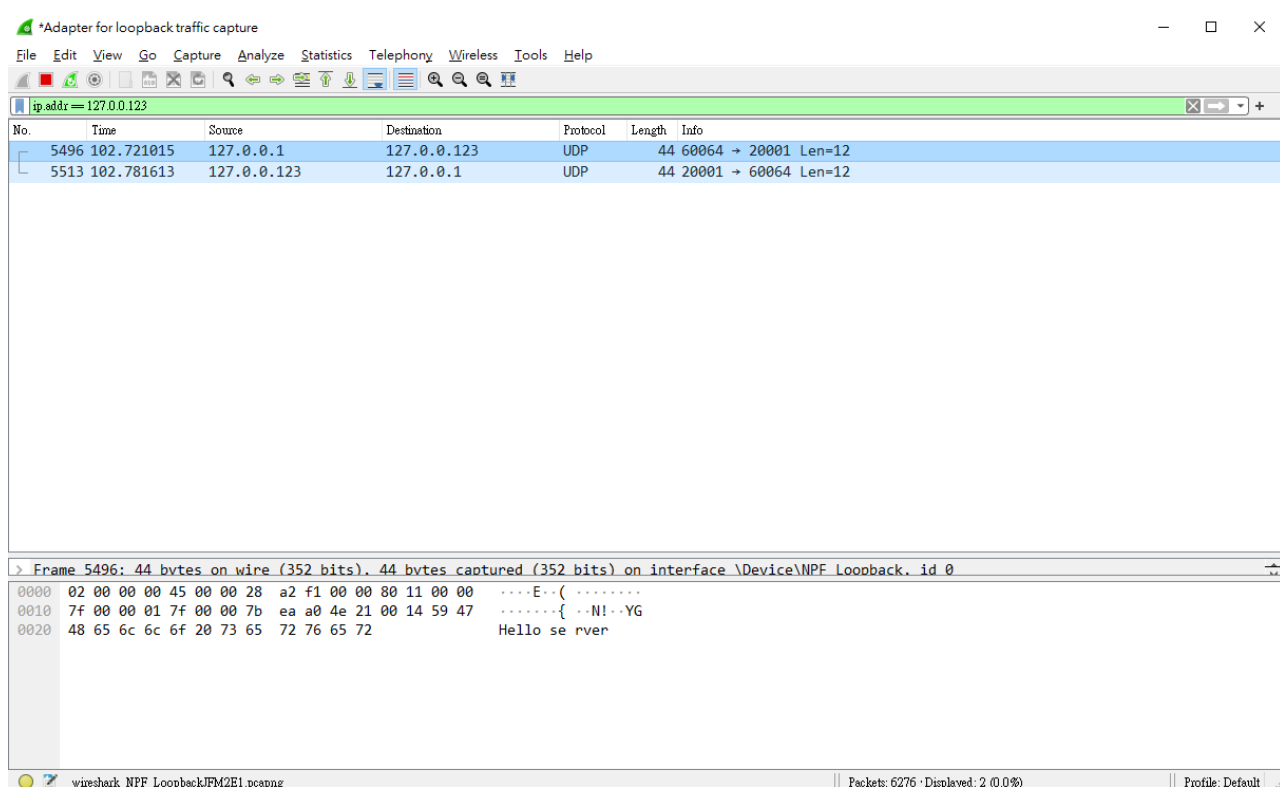 *Adapter for loopback traffic capture
File Edit View Go Capture Analyze Statistics Telephony Wireless Tools Help
ip.addr == 127.0.0.123
No. Time Source Destination Protocol Length Info
5496 102.721015 127.0.0.1 127.0.0.123 UDP 44 60064 → 20001 Len=12
5513 102.781613 127.0.0.123 127.0.0.1 UDP 44 20001 → 60064 Len=12
> Frame 5496: 44 bytes on wire (352 bits), 44 bytes captured (352 bits) on interface \Device\NPF_Loopback, id 0
0000 02 00 00 00 45 00 00 28 a2 f1 00 00 80 11 00 00 ····E··( ········
0010 7f 00 00 01 7f 00 00 7b ea a0 4e 21 00 14 59 47 ·······{ ··N!··YG
0020 48 65 6c 6c 6f 20 73 65 72 76 65 72 Hello se rver
wireshark_NPF_LoopbackJFM2E1.pcapng Packets: 6276 · Displayed: 2 (0.0%) Profile: Default